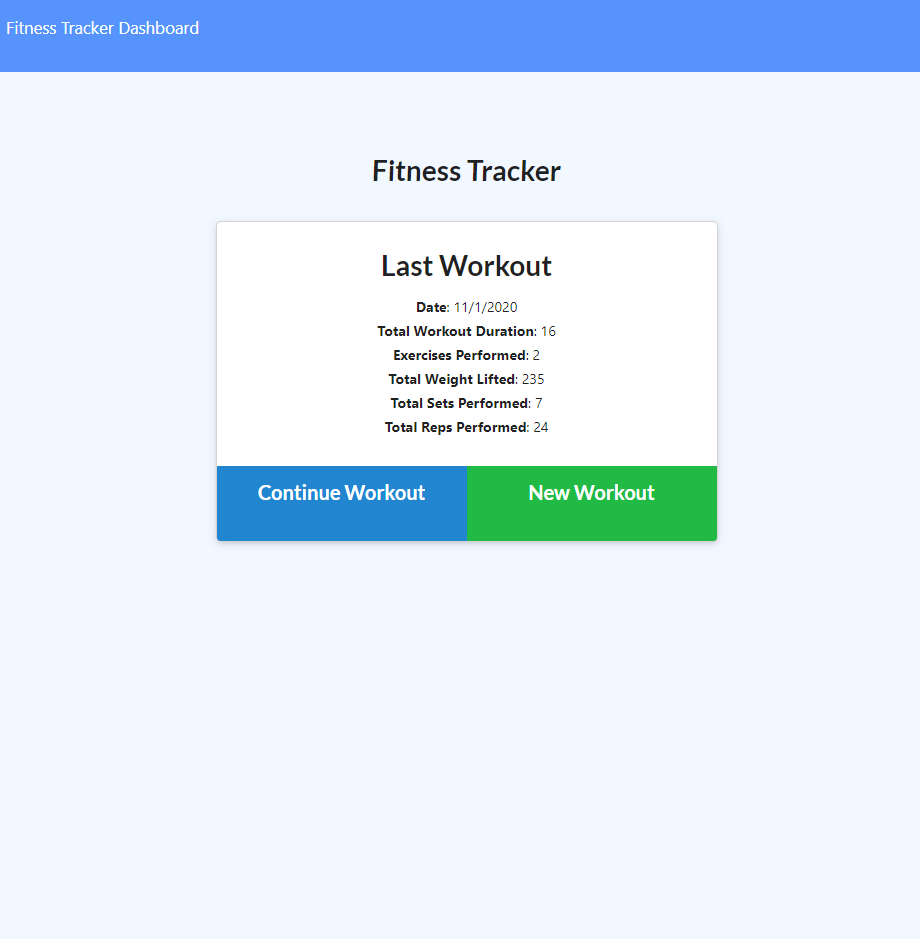 Fitness Tracker Dashboard
Fitness Tracker
Last Workout
Date: 11/1/2020
Total Workout Duration: 16
Exercises Performed: 2
Total Weight Lifted: 235
Total Sets Performed: 7
Total Reps Performed: 24
Continue Workout
New Workout